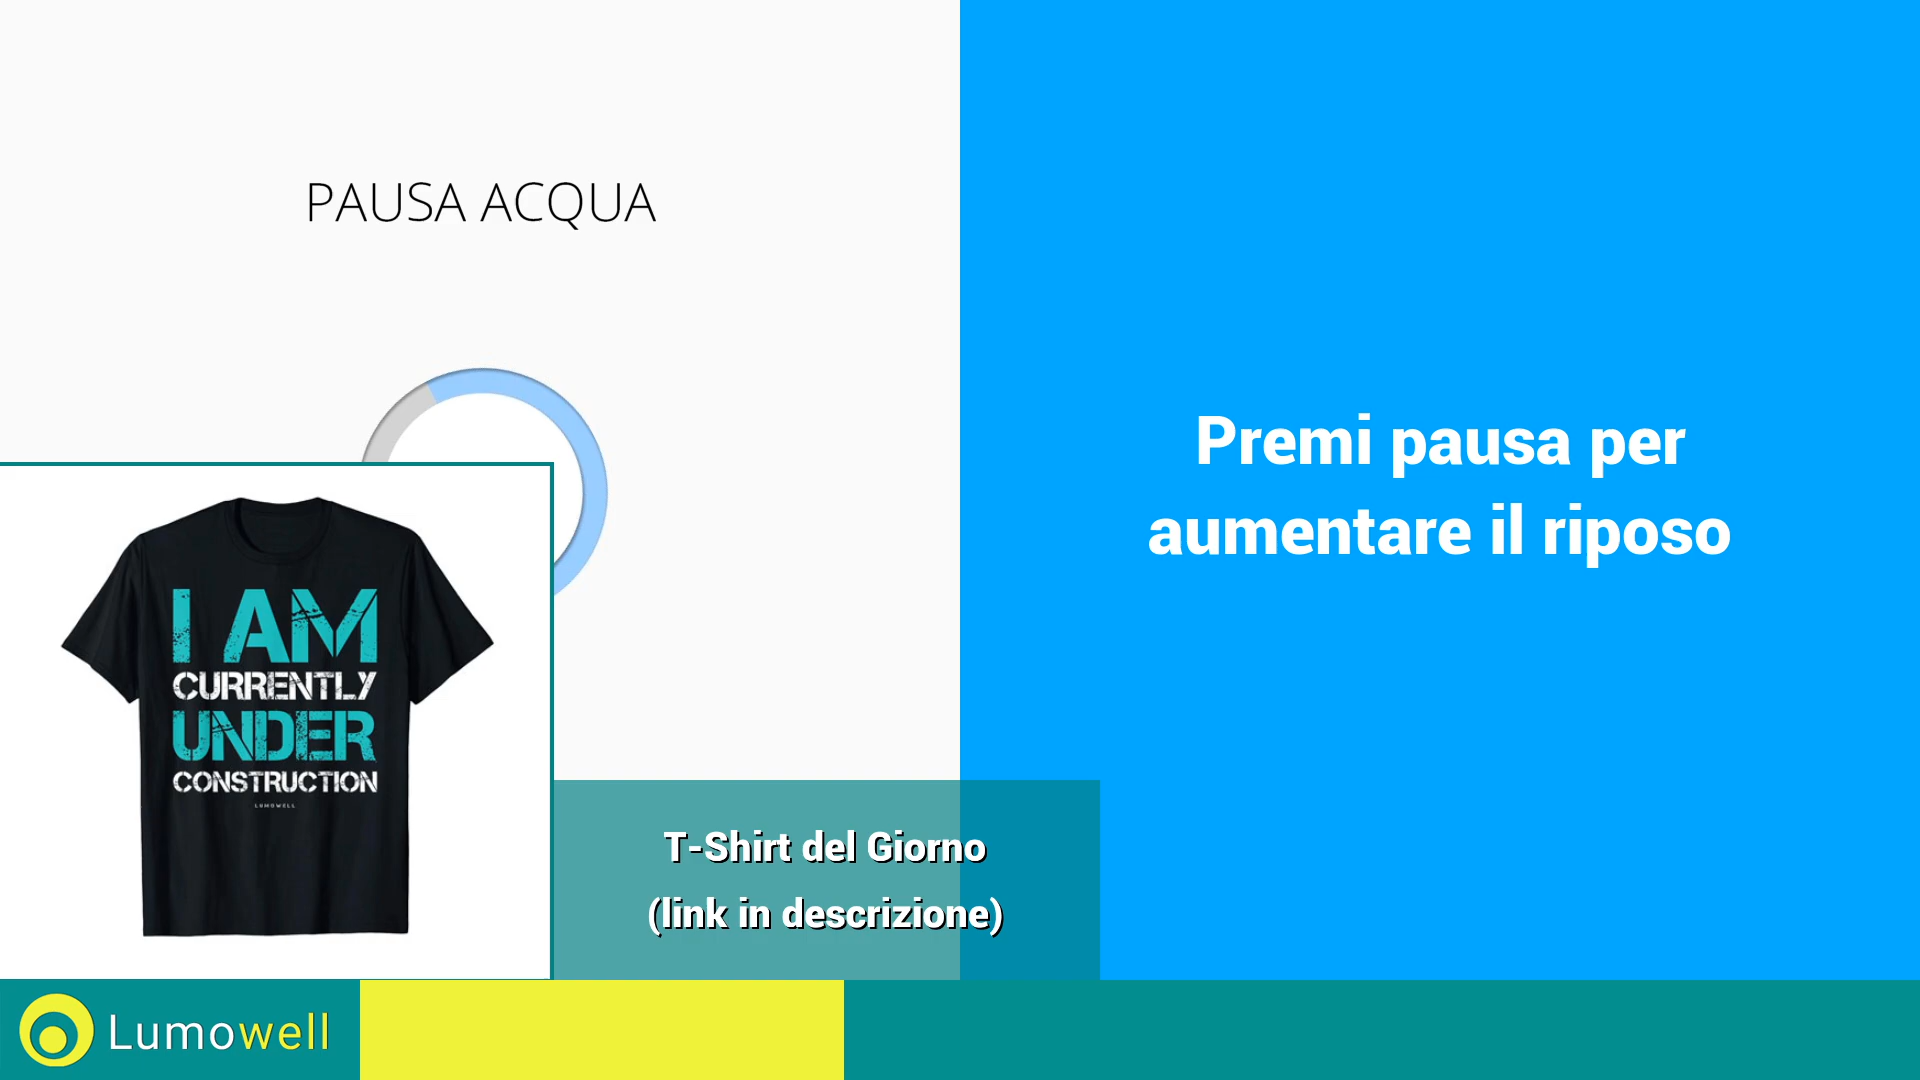 PAUSA ACQUA
Premi pausa per
aumentare il riposo
I AM
CURRENTLY
UNDER
CONSTRUCTION
LUMOWELL
T-Shirt del Giorno
(link in descrizione)
Lumowell